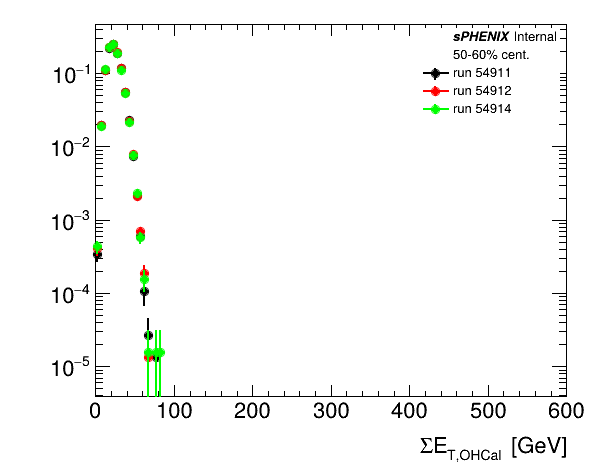 sPHENIX Internal
50-60% cent.
run 54911
run 54912
run 54914
10⁻¹
10⁻²
10⁻³
10⁻⁴
10⁻⁵
0 100 200 300 400 500 600
ΣE_T,OHCal [GeV]